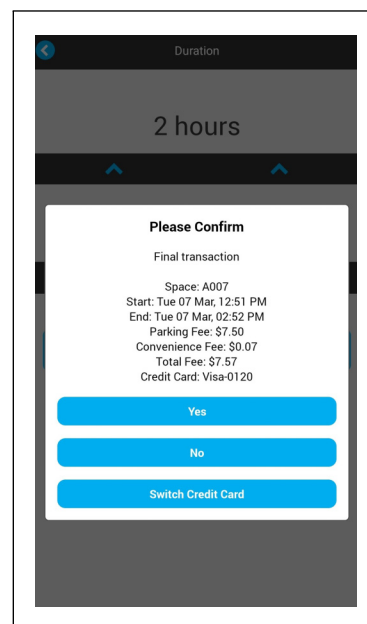 Duration
2 hours
Please Confirm
Final transaction
Space: A007
Start: Tue 07 Mar, 12:51 PM
End: Tue 07 Mar, 02:52 PM
Parking Fee: $7.50
Convenience Fee: $0.07
Total Fee: $7.57
Credit Card: Visa-0120
Yes
No
Switch Credit Card